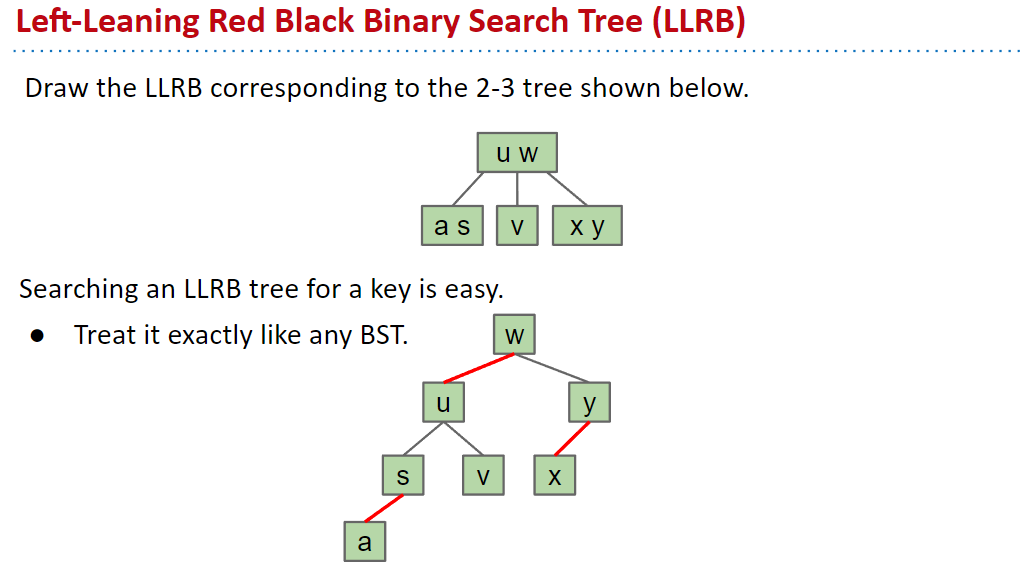 Left-Leaning Red Black Binary Search Tree (LLRB)
Draw the LLRB corresponding to the 2-3 tree shown below.
u w
a s
v
x y
Searching an LLRB tree for a key is easy.
● Treat it exactly like any BST.
w
u
y
s
v
x
a